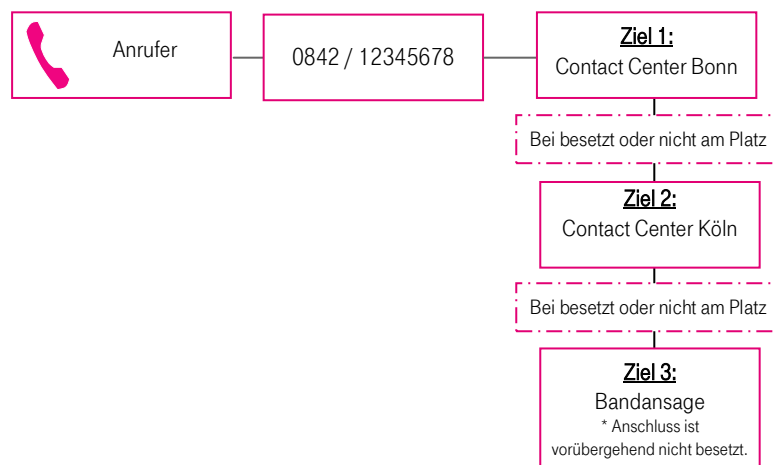 Anrufer
0842 / 12345678
Ziel 1:
Contact Center Bonn
Bei besetzt oder nicht am Platz
Ziel 2:
Contact Center Köln
Bei besetzt oder nicht am Platz
Ziel 3:
Bandansage
* Anschluss ist
vorübergehend nicht besetzt.